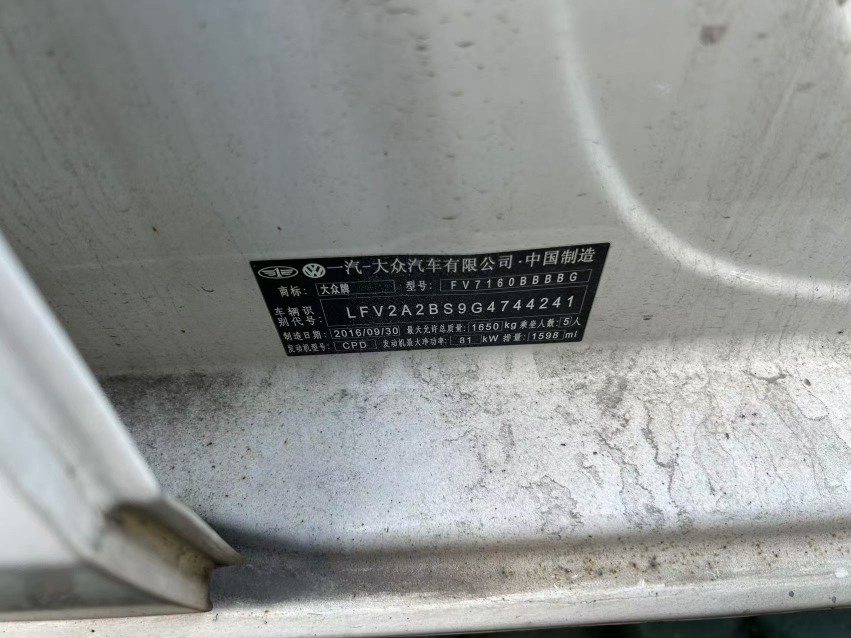 一汽-大众汽车有限公司·中国制造
商标: 大众牌 型号: FV7160BBBBG
车辆识别代号: LFV2A2BS9G4744241
制造日期: 2016/09/30 最大允许总质量: 1650 kg 乘坐人数: 5 人
发动机型号: CPD 发动机最大净功率: 81 kW 排量: 1598 ml